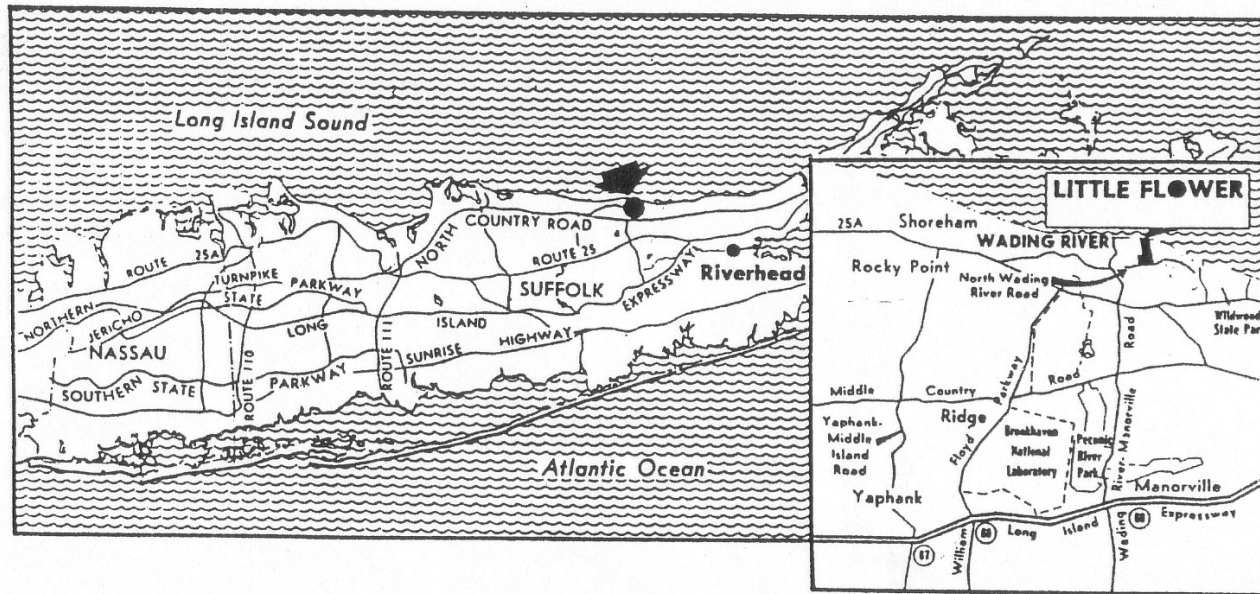 Long Island Sound
NORTH
COUNTRY ROAD
ROUTE 25A
ROUTE 25
Riverhead
TURNPIKE
STATE
PARKWAY
SUFFOLK
EXPRESSWAY
NORTHERN
JERICHO
LONG
ISLAND
NASSAU
SUNRISE
HIGHWAY
SOUTHERN STATE
PARKWAY
ROUTE 110
ROUTE 111
Atlantic Ocean
LITTLE FLOWER
25A
Shoreham
WADING RIVER
Rocky Point
North Wading
River Road
Wildwood
State Park
Road
Parkway
Middle
Country
Road
Yaphank-
Middle
Island
Road
Ridge
Brookhaven
National
Laboratory
Peconic
River
Park
River-Manorville
Floyd
Manorville
Yaphank
67
William
68
Long
Island
Wading
Expressway